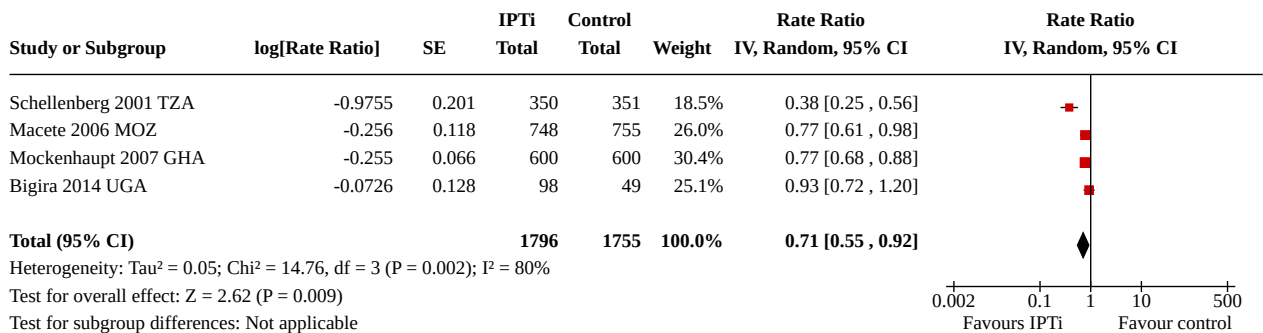 IPTi Control Rate Ratio Rate Ratio
Study or Subgroup log[Rate Ratio] SE Total Total Weight IV, Random, 95% CI IV, Random, 95% CI
Schellenberg 2001 TZA -0.9755 0.201 350 351 18.5% 0.38 [0.25 , 0.56]
Macete 2006 MOZ -0.256 0.118 748 755 26.0% 0.77 [0.61 , 0.98]
Mockenhaupt 2007 GHA -0.255 0.066 600 600 30.4% 0.77 [0.68 , 0.88]
Bigira 2014 UGA -0.0726 0.128 98 49 25.1% 0.93 [0.72 , 1.20]
Total (95% CI) 1796 1755 100.0% 0.71 [0.55 , 0.92]
Heterogeneity: Tau² = 0.05; Chi² = 14.76, df = 3 (P = 0.002); I² = 80%
Test for overall effect: Z = 2.62 (P = 0.009) 0.002 0.1 1 10 500
Test for subgroup differences: Not applicable Favours IPTi Favour control